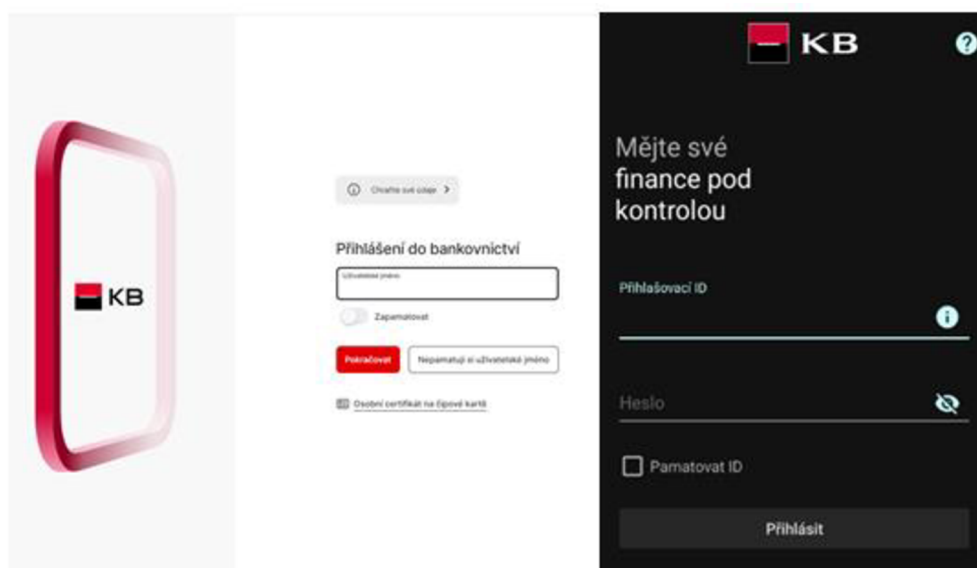 KB
Chraňte své údaje
Přihlášení do bankovnictví
Uživatelské jméno
Zapamatovat
Pokračovat
Nepamatuji si uživatelské jméno
Osobní certifikát na čipové kartě
KB
?
Mějte své
finance pod
kontrolou
Přihlašovací ID
Heslo
Pamatovat ID
Přihlásit